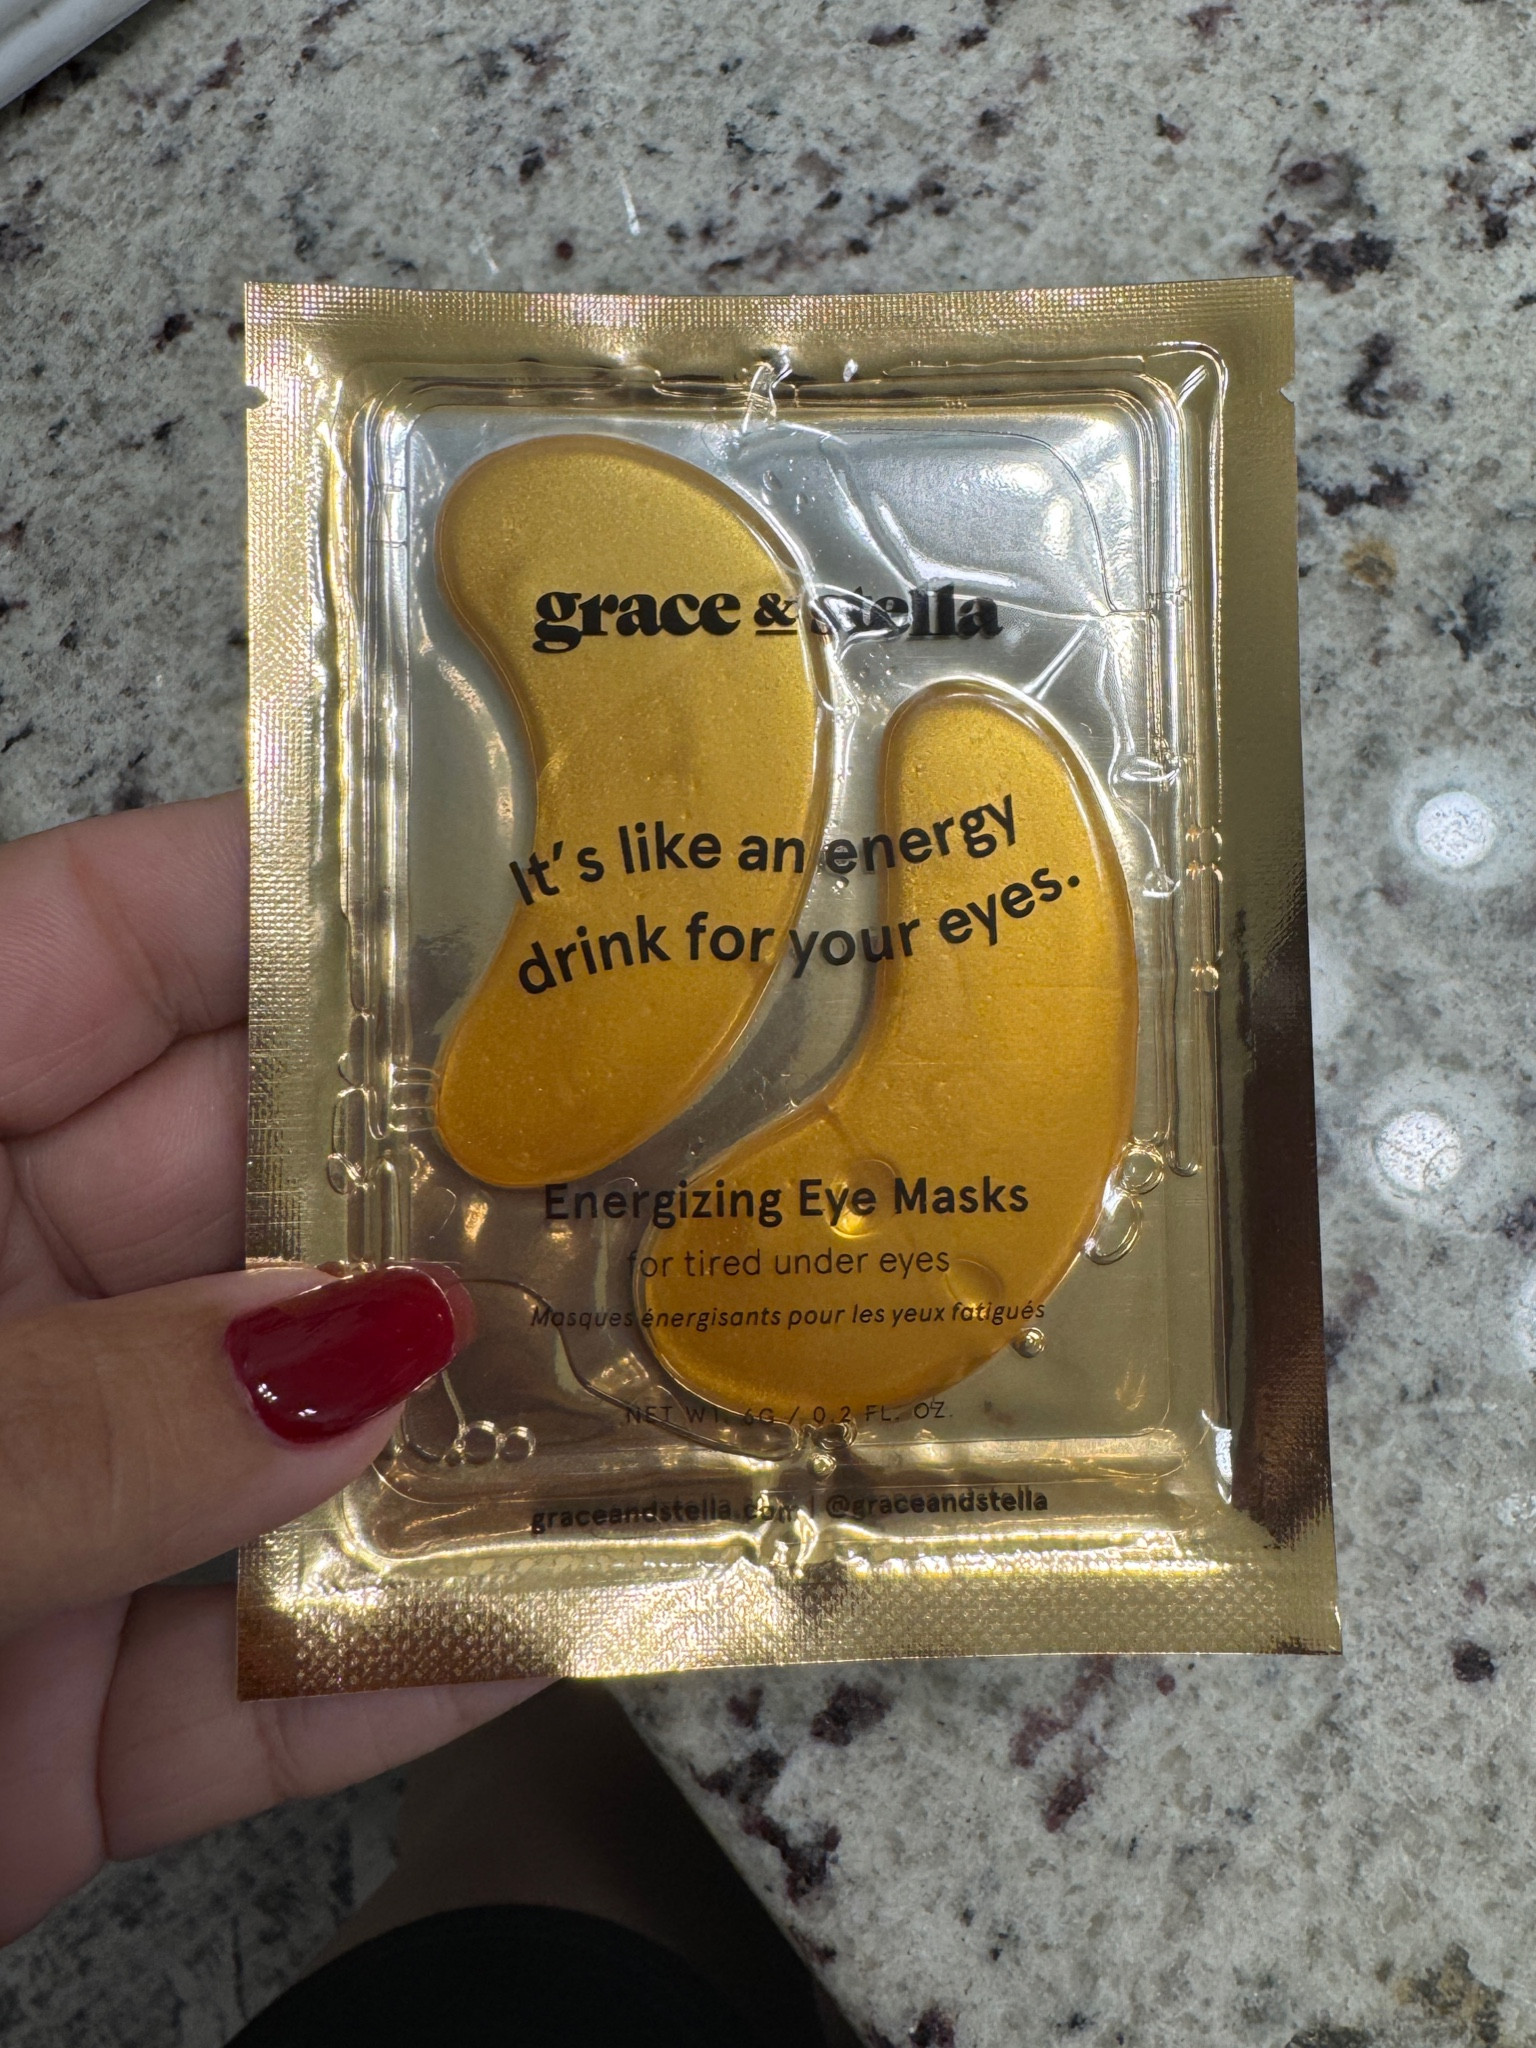 grace & stella
It's like an energy
drink for your eyes.
Energizing Eye Masks
for tired under eyes
Masques énergisants pour les yeux fatigués
NET WT. 6G / 0.2 FL. OZ.
graceandstella.com | @graceandstella